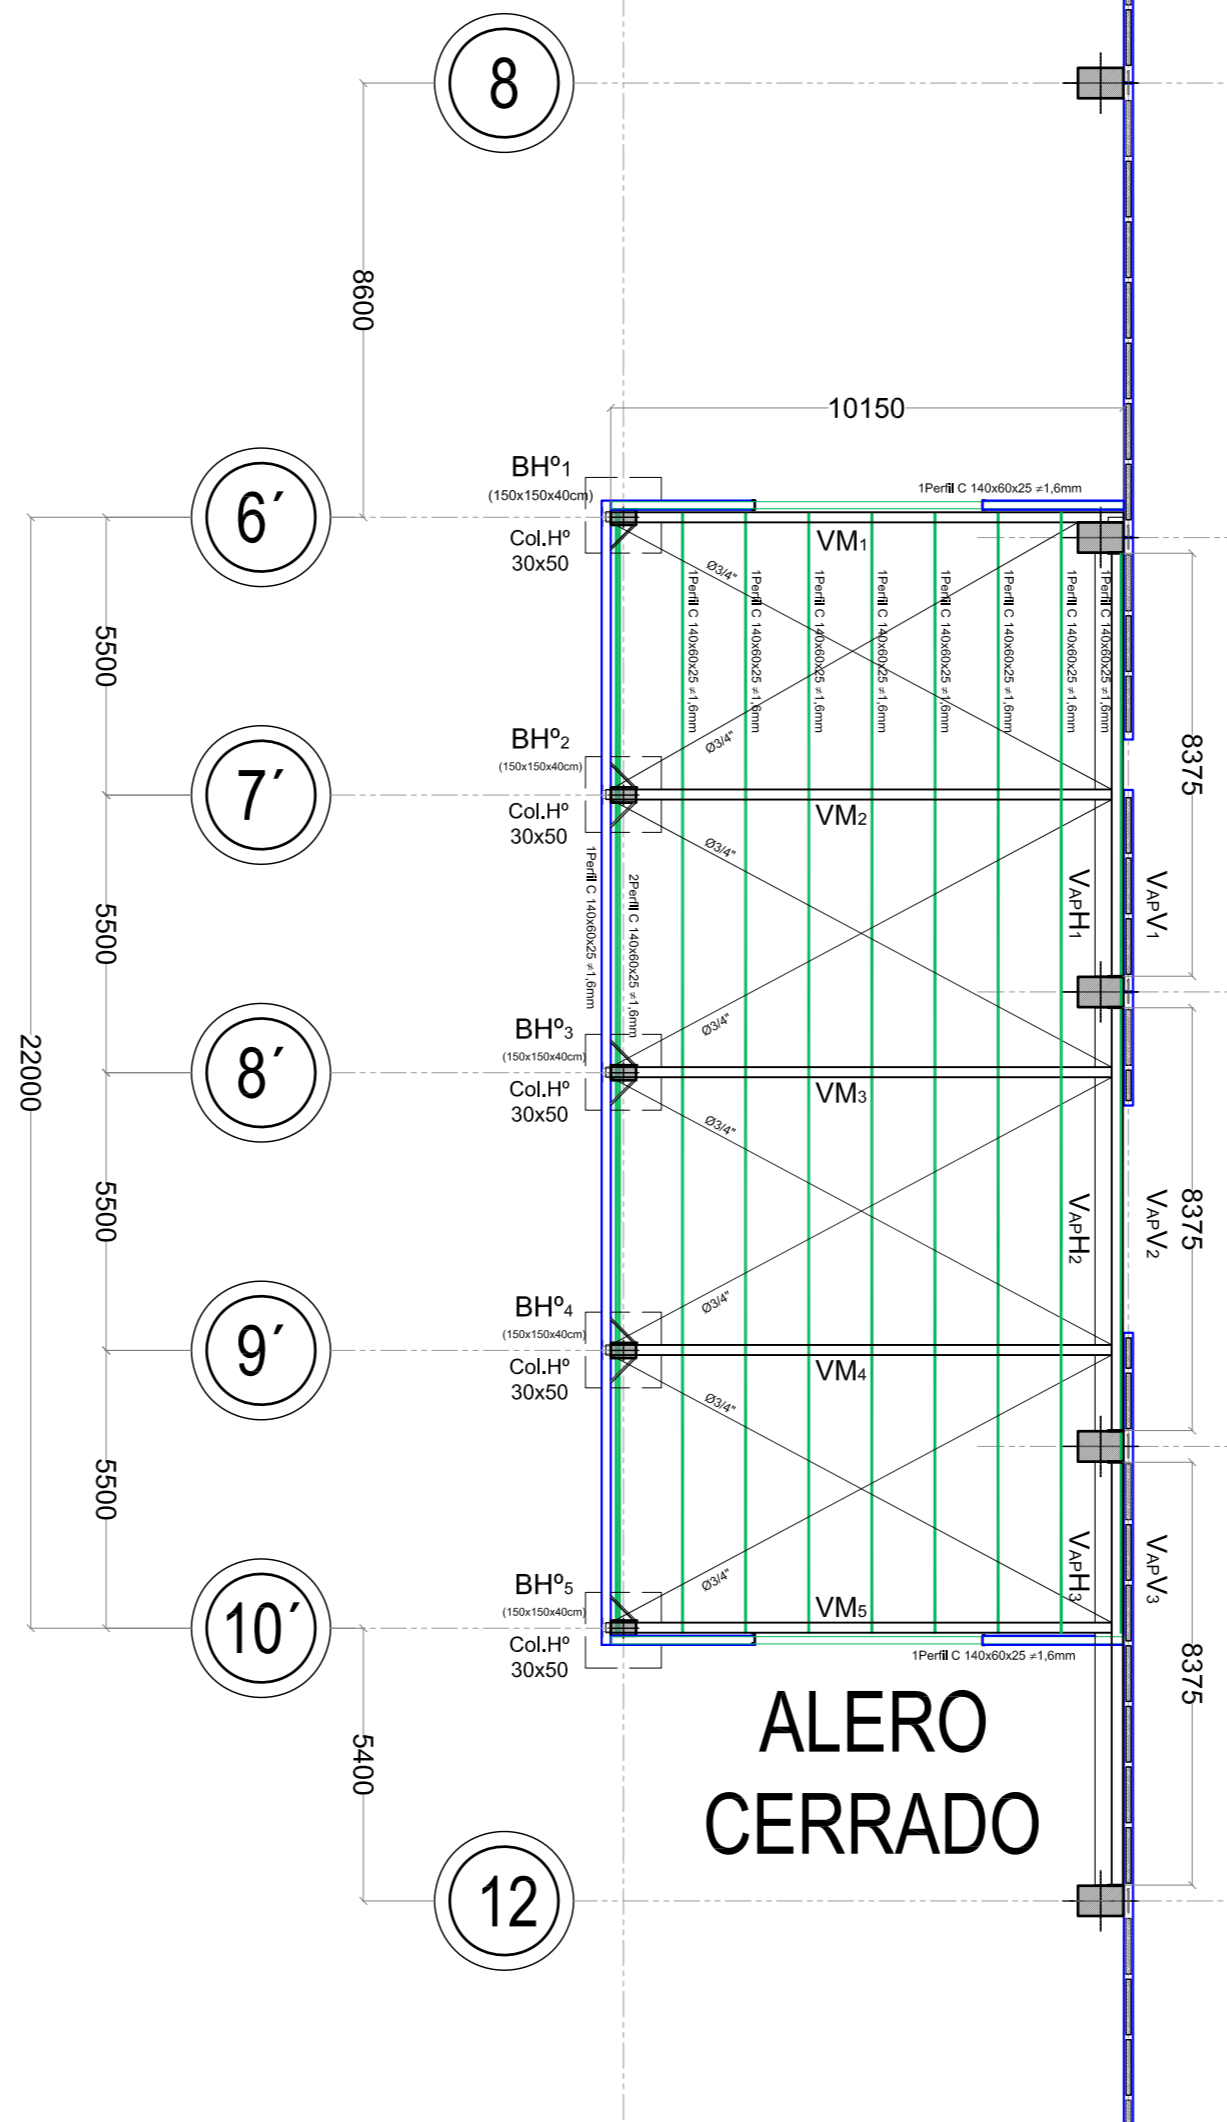 8
8600
10150
6´
BHº1
(150x150x40cm)
1Perfil C 140x60x25 ≠1,6mm
Col.Hº
30x50
VM1
Ø3/4"
1Perfil C 140x60x25 ≠1,6mm
1Perfil C 140x60x25 ≠1,6mm
1Perfil C 140x60x25 ≠1,6mm
1Perfil C 140x60x25 ≠1,6mm
1Perfil C 140x60x25 ≠1,6mm
1Perfil C 140x60x25 ≠1,6mm
1Perfil C 140x60x25 ≠1,6mm
1Perfil C 140x60x25 ≠1,6mm
5500
Ø3/4"
8375
7´
BHº2
(150x150x40cm)
Col.Hº
30x50
VM2
Ø3/4"
1Perfil C 140x60x25 ≠1,6mm
2Perfil C 140x60x25 ≠1,6mm
VAPH1
VAPV1
5500
Ø3/4"
22000
8´
BHº3
(150x150x40cm)
Col.Hº
30x50
VM3
Ø3/4"
5500
VAPH2
VAPV2
8375
Ø3/4"
9´
BHº4
(150x150x40cm)
Col.Hº
30x50
VM4
Ø3/4"
5500
VAPH3
VAPV3
Ø3/4"
10´
BHº5
(150x150x40cm)
Col.Hº
30x50
VM5
1Perfil C 140x60x25 ≠1,6mm
8375
5400
ALERO
CERRADO
12